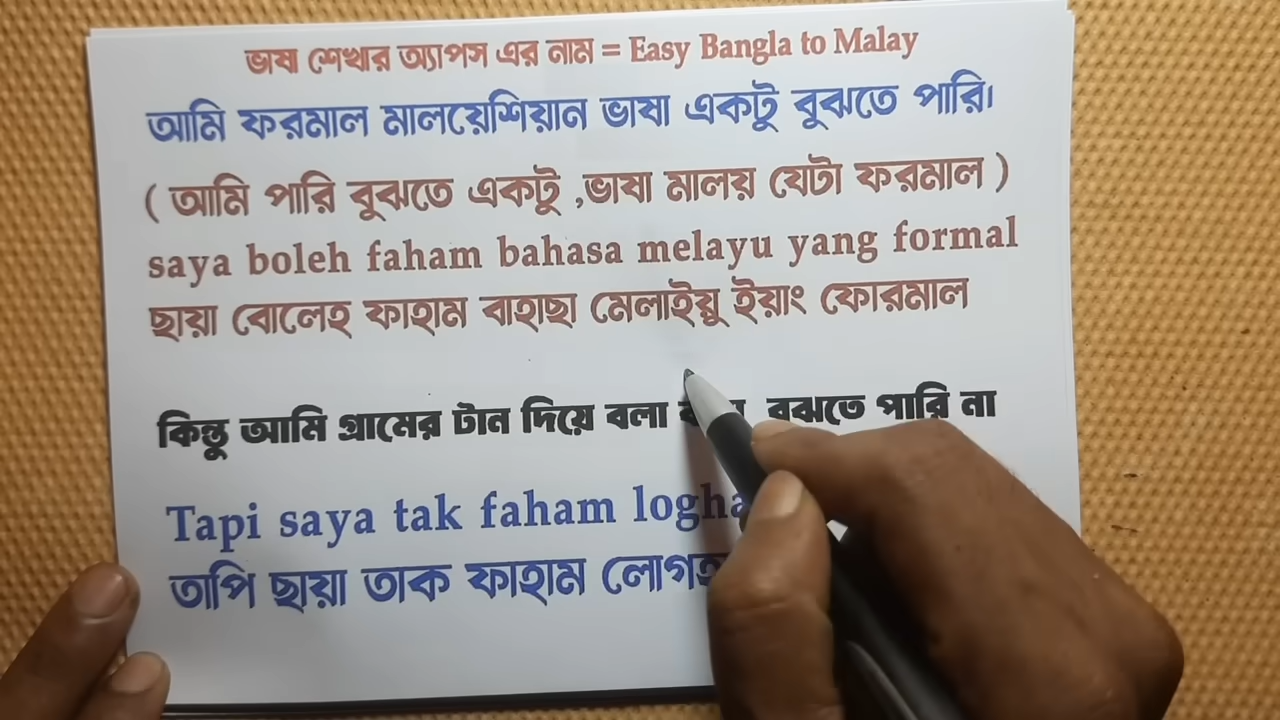 ভাষা শেখার অ্যাপস এর নাম = Easy Bangla to Malay
আমি ফরমাল মালয়েশিয়ান ভাষা একটু বুঝতে পারি।
( আমি পারি বুঝতে একটু ,ভাষা মালয় যেটা ফরমাল )
saya boleh faham bahasa melayu yang formal
ছায়া বোলেহ ফাহাম বাহাছা মেলাইয়ু ইয়াং ফোরমাল
কিন্তু আমি গ্রামের টান দিয়ে বলা বুঝতে পারি না
Tapi saya tak faham
তাপি ছায়া তাক ফাহাম